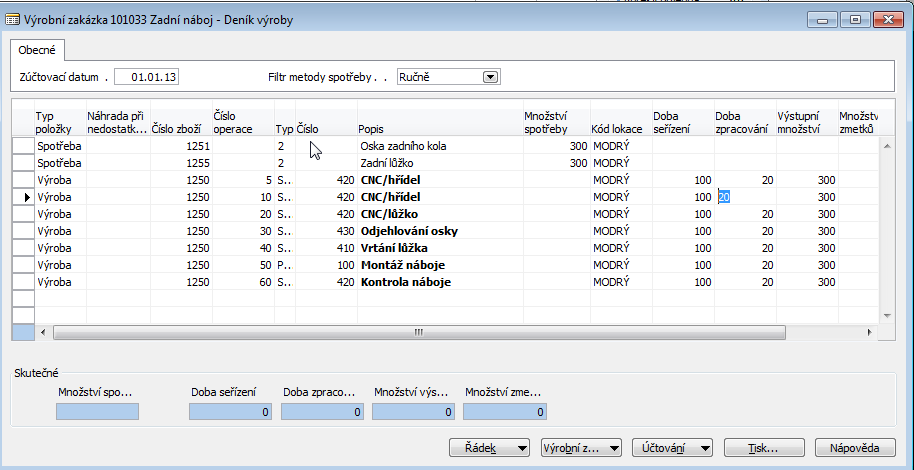 Výrobní zakázka 101033 Zadní náboj - Deník výroby
Obecné
Zúčtovací datum . 01.01.13 Filtr metody spotřeby . . Ručně
Typ položky Náhrada při nedostatk... Číslo zboží Číslo operace Typ Číslo Popis Množství spotřeby Kód lokace Doba seřízení Doba zpracování Výstupní množství Množstv zmetků
Spotřeba 1251 2 Oska zadního kola 300 MODRÝ
Spotřeba 1255 2 Zadní lůžko 300 MODRÝ
Výroba 1250 5 S... 420 CNC/hřídel MODRÝ 100 20 300
Výroba 1250 10 S... 420 CNC/hřídel MODRÝ 100 20 300
Výroba 1250 20 S... 420 CNC/lůžko MODRÝ 100 20 300
Výroba 1250 30 S... 430 Odjehlování osky MODRÝ 100 20 300
Výroba 1250 40 S... 410 Vrtání lůžka MODRÝ 100 20 300
Výroba 1250 50 P... 100 Montáž náboje MODRÝ 100 20 300
Výroba 1250 60 S... 420 Kontrola náboje MODRÝ 100 20 300
Skutečné
Množství spo... Doba seřízení Doba zpraco... Množství výs... Množství zme...
0 0 0 0
Řádek Výrobní z... Účtování Tisk... Nápověda